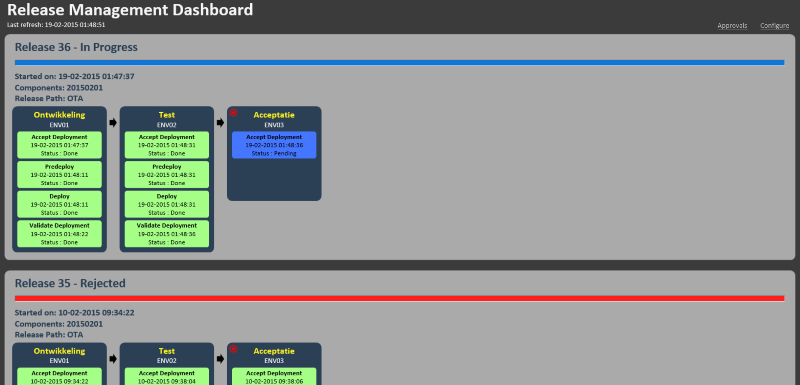 Release Management Dashboard
Last refresh: 19-02-2015 01:48:51
Approvals Configure
Release 36 - In Progress
Started on: 19-02-2015 01:47:37
Components: 20150201
Release Path: OTA
Ontwikkeling
ENV01
Accept Deployment
19-02-2015 01:47:37
Status : Done
Predeploy
19-02-2015 01:48:11
Status : Done
Deploy
19-02-2015 01:48:11
Status : Done
Validate Deployment
19-02-2015 01:48:22
Status : Done
Test
ENV02
Accept Deployment
19-02-2015 01:48:31
Status : Done
Predeploy
19-02-2015 01:48:31
Status : Done
Deploy
19-02-2015 01:48:31
Status : Done
Validate Deployment
19-02-2015 01:48:36
Status : Done
Acceptatie
ENV03
Accept Deployment
19-02-2015 01:48:36
Status : Pending
Release 35 - Rejected
Started on: 10-02-2015 09:34:22
Components: 20150201
Release Path: OTA
Ontwikkeling
ENV01
Accept Deployment
10-02-2015 09:34:22
Test
ENV02
Accept Deployment
10-02-2015 09:38:04
Acceptatie
ENV03
Accept Deployment
10-02-2015 09:38:06